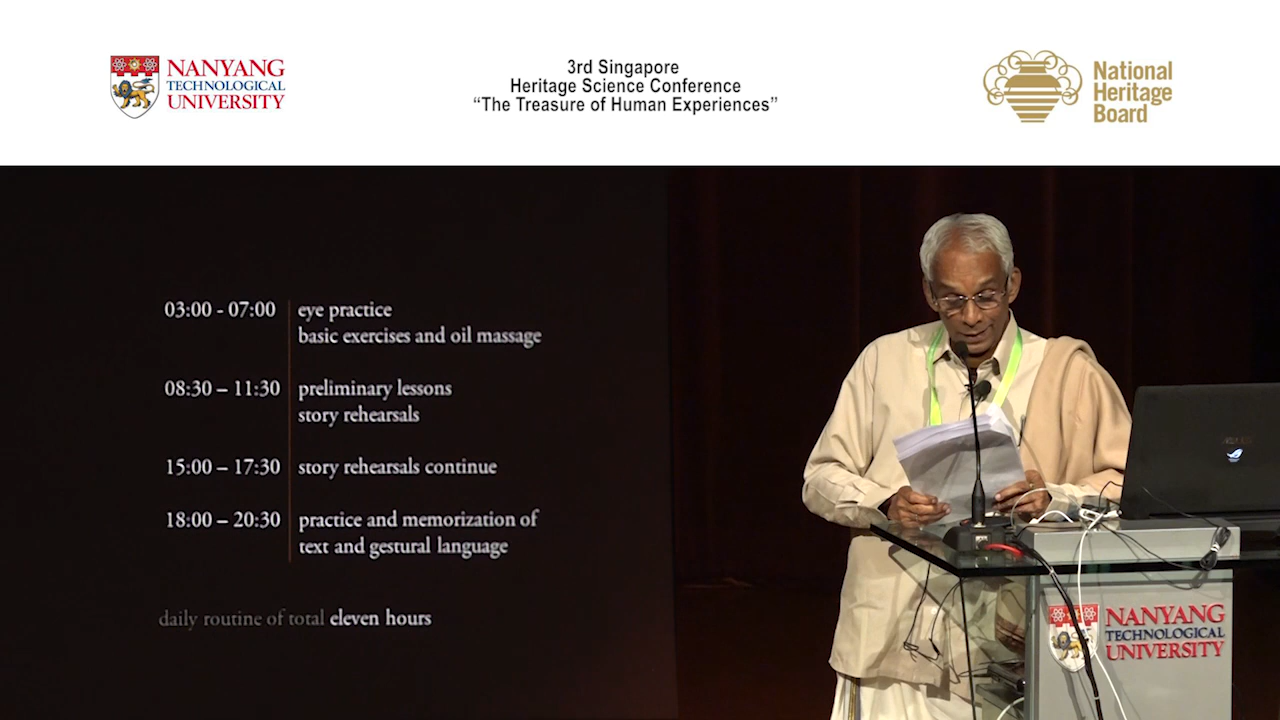 NANYANG
TECHNOLOGICAL
UNIVERSITY
3rd Singapore
Heritage Science Conference
“The Treasure of Human Experiences”
National
Heritage
Board
03:00 - 07:00 eye practice
basic exercises and oil massage
08:30 – 11:30 preliminary lessons
story rehearsals
15:00 – 17:30 story rehearsals continue
18:00 – 20:30 practice and memorization of
text and gestural language
daily routine of total eleven hours
NANYANG
TECHNOLOGICAL
UNIVERSITY